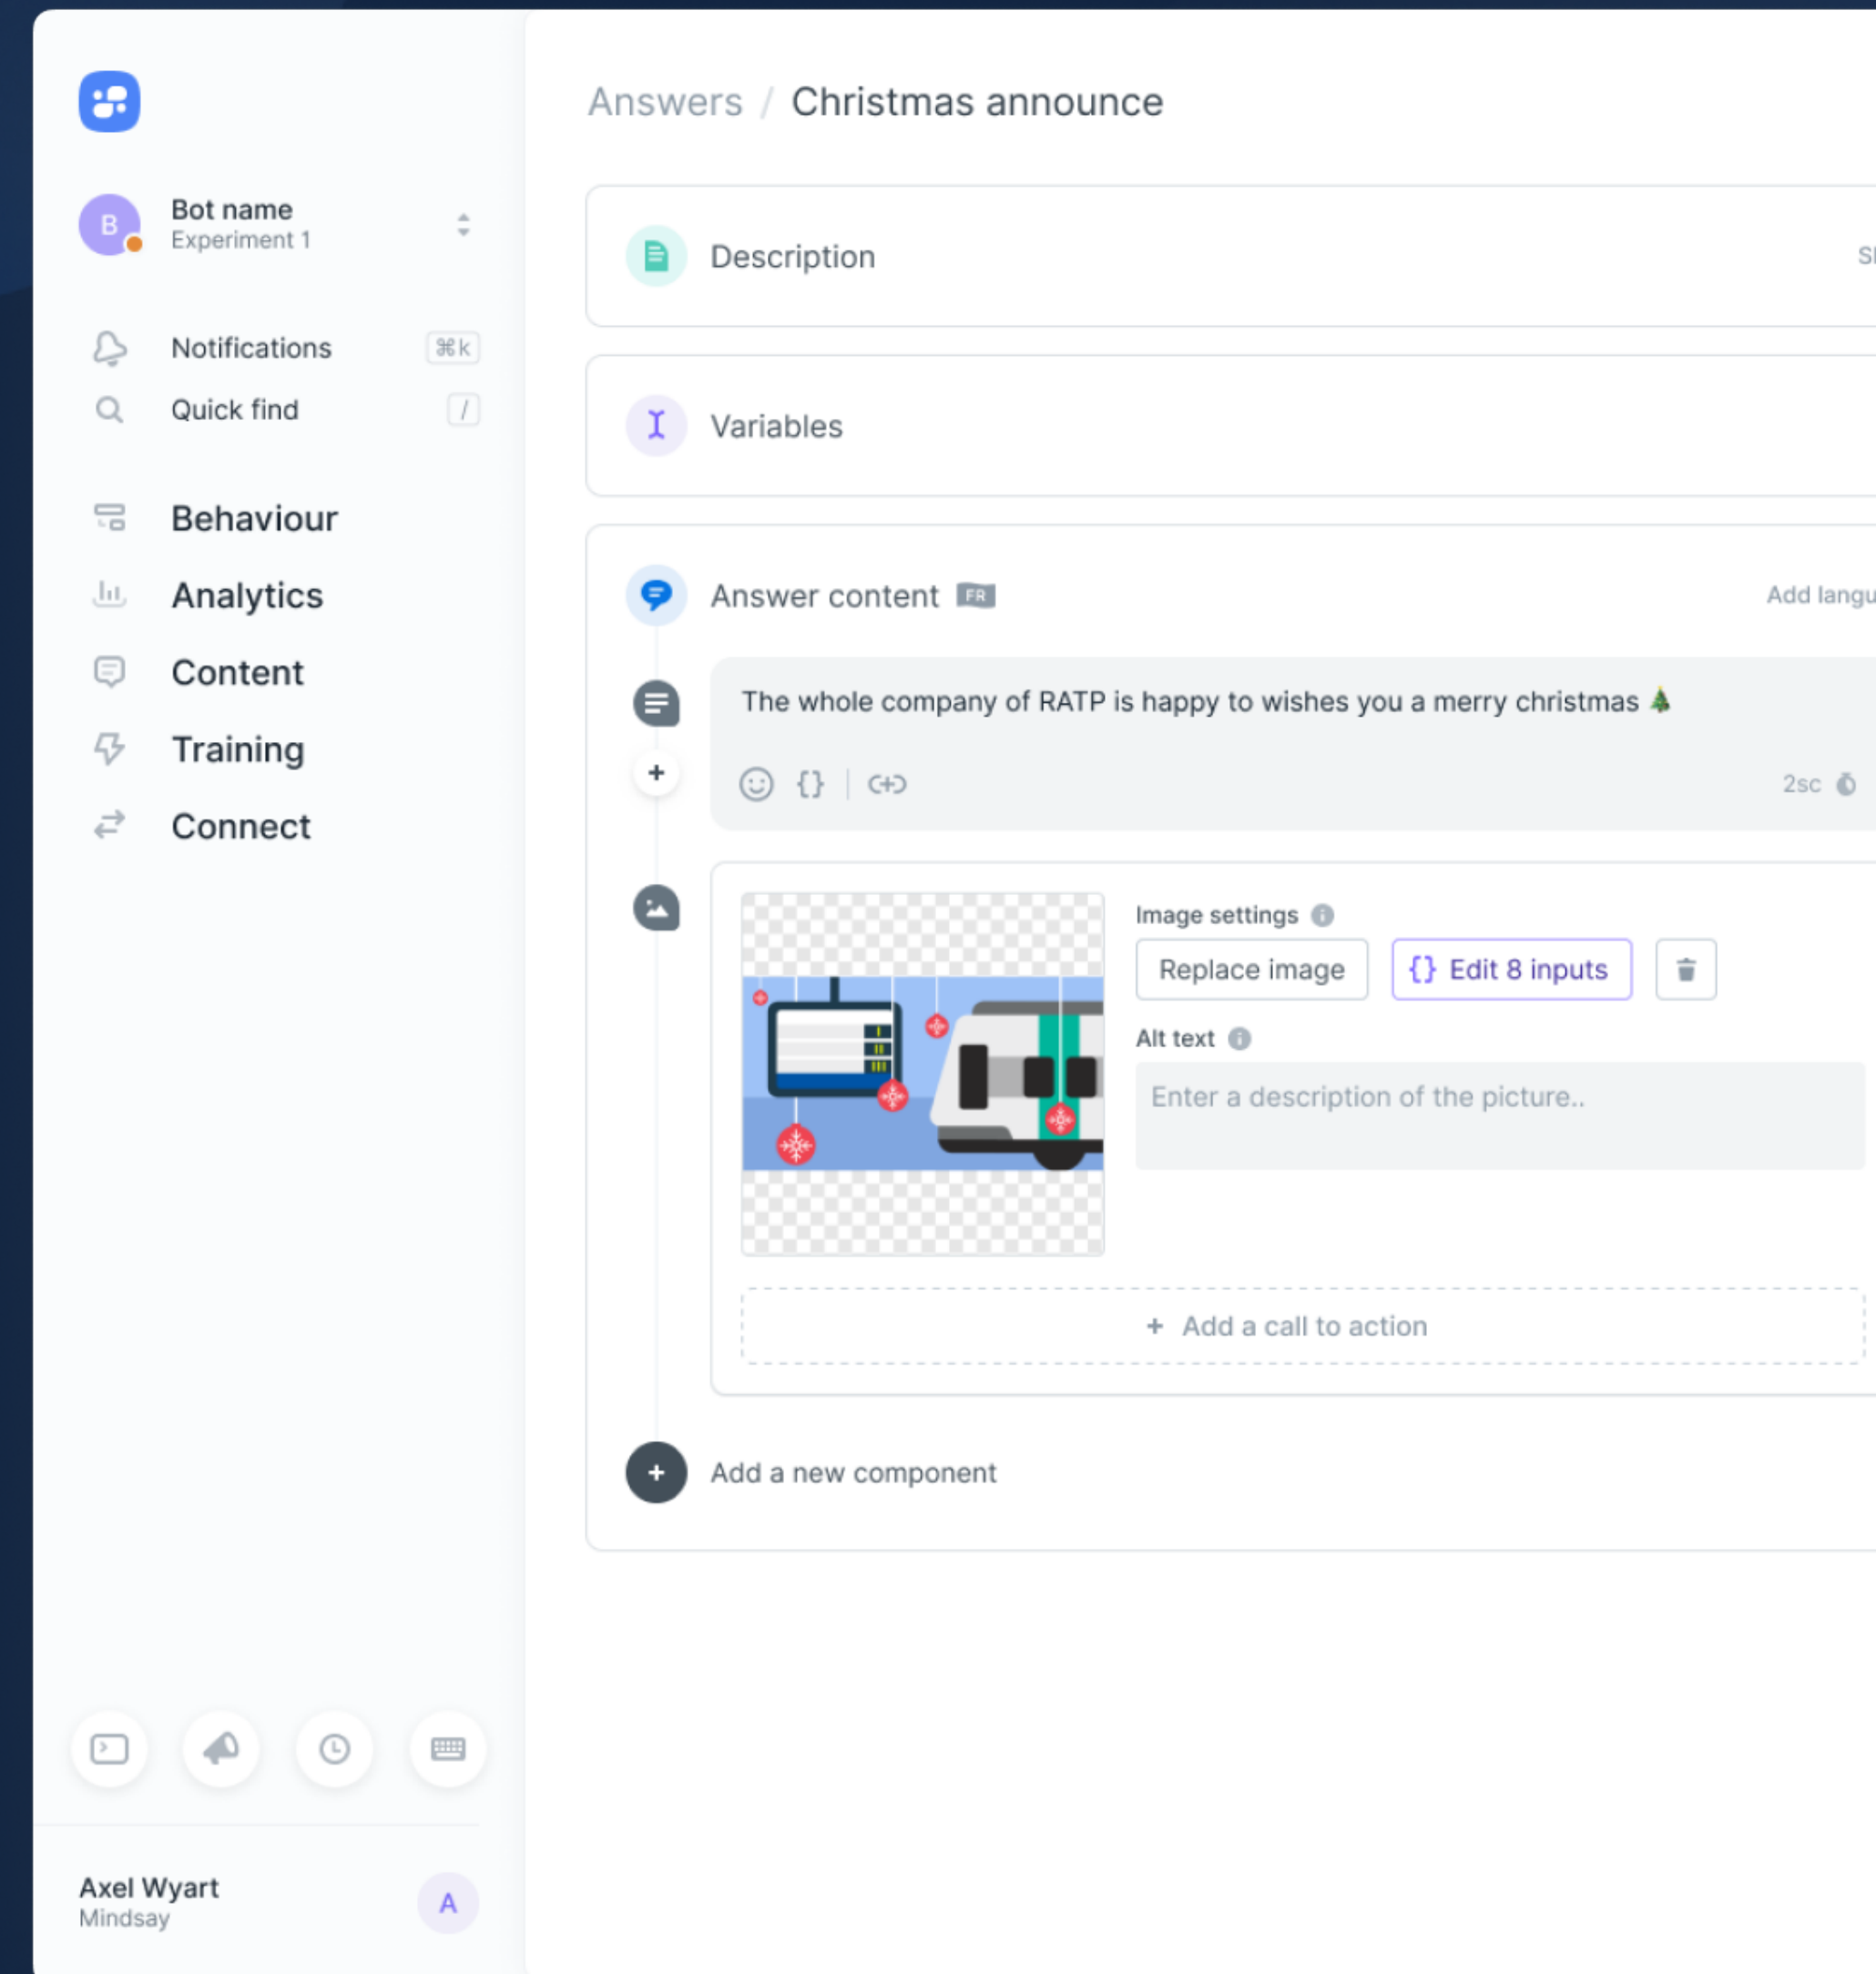 Answers / Christmas announce
B
Bot name
Experiment 1
Notifications ⌘k
Quick find /
Behaviour
Analytics
Content
Training
Connect
Axel Wyart
Mindsay
A
Description
Variables
Answer content FR
Add
The whole company of RATP is happy to wishes you a merry christmas 🎄
{} 2sc
Image settings
Replace image
{} Edit 8 inputs
Alt text
Enter a description of the picture..
+ Add a call to action
+ Add a new component